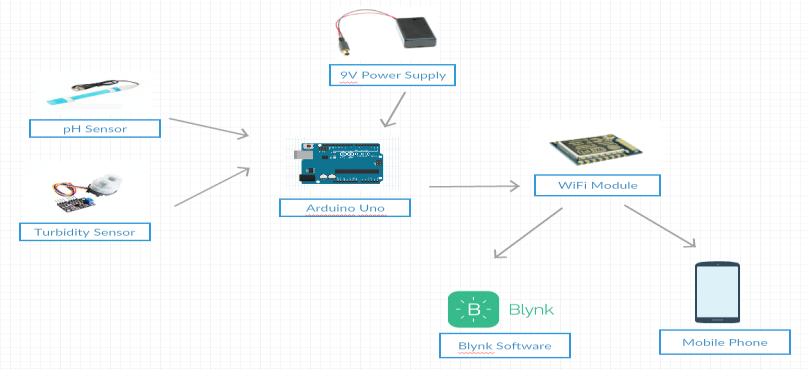 9V Power Supply
pH Sensor
Arduino Uno
WiFi Module
Turbidity Sensor
B Blynk
Blynk Software
Mobile Phone